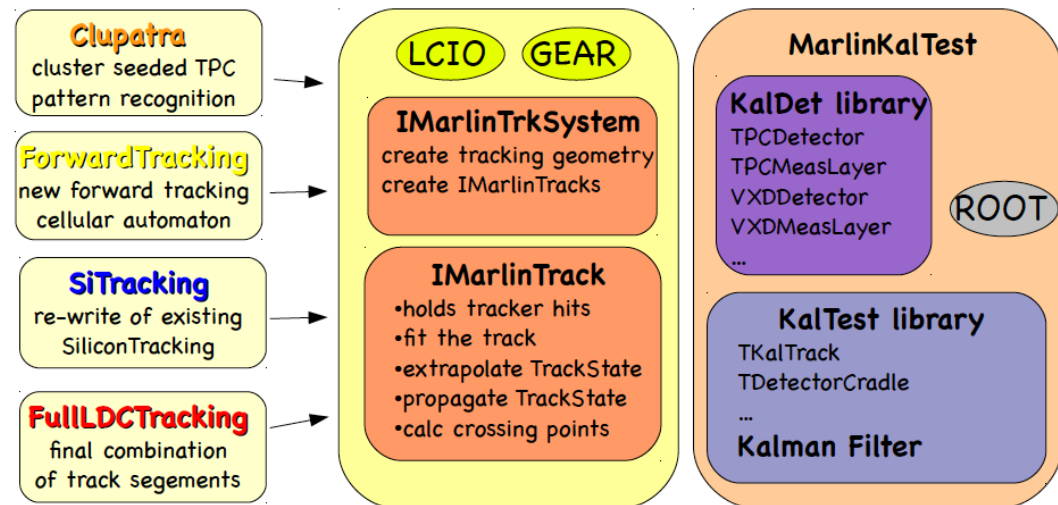 Clupatra
cluster seeded TPC
pattern recognition
ForwardTracking
new forward tracking
cellular automaton
SiTracking
re-write of existing
SiliconTracking
FullLDCTracking
final combination
of track segements
LCIO
GEAR
IMarlinTrkSystem
create tracking geometry
create IMarlinTracks
IMarlinTrack
•holds tracker hits
•fit the track
•extrapolate TrackState
•propagate TrackState
•calc crossing points
MarlinKalTest
KalDet library
TPCDetector
TPCMeasLayer
VXDDetector
VXDMeasLayer
...
ROOT
KalTest library
TKalTrack
TDetectorCradle
...
Kalman Filter